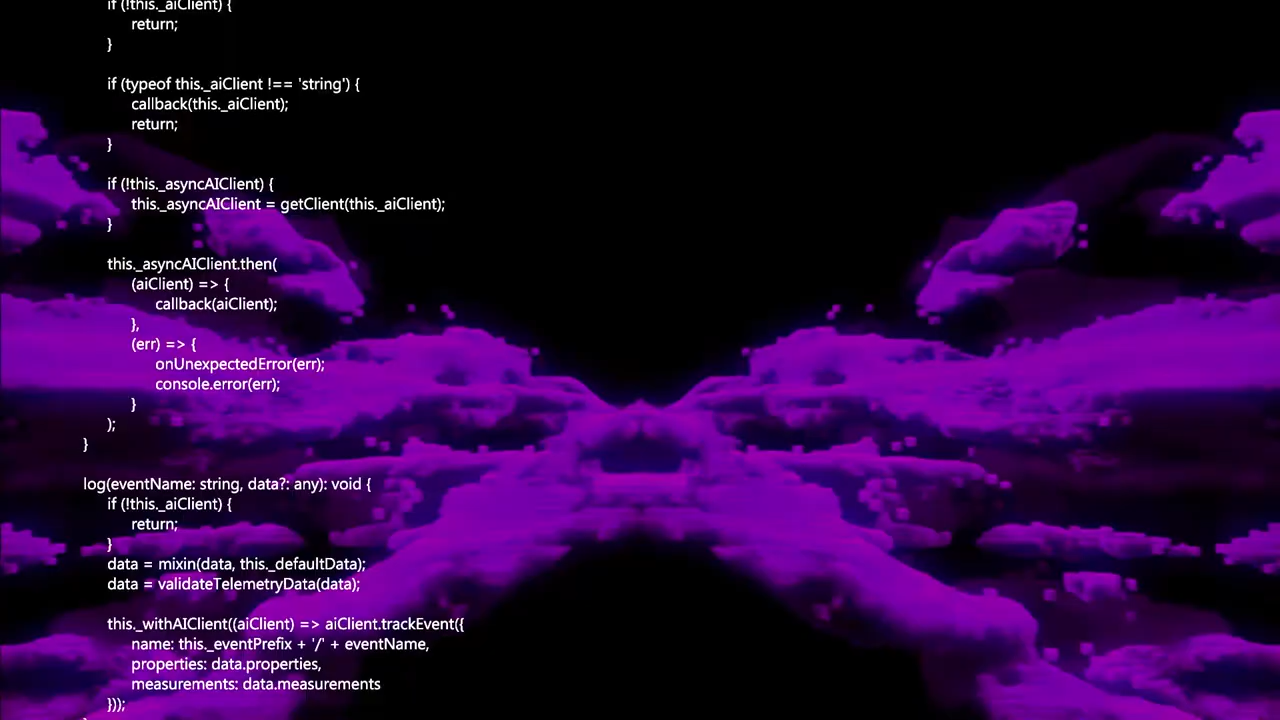 if (!this._aiClient) {
return;
}
if (typeof this._aiClient !== 'string') {
callback(this._aiClient);
return;
}
if (!this._asyncAIClient) {
this._asyncAIClient = getClient(this._aiClient);
}
this._asyncAIClient.then(
(aiClient) => {
callback(aiClient);
},
(err) => {
onUnexpectedError(err);
console.error(err);
}
);
}
log(eventName: string, data?: any): void {
if (!this._aiClient) {
return;
}
data = mixin(data, this._defaultData);
data = validateTelemetryData(data);
this._withAIClient((aiClient) => aiClient.trackEvent({
name: this._eventPrefix + '/' + eventName,
properties: data.properties,
measurements: data.measurements
}));
}